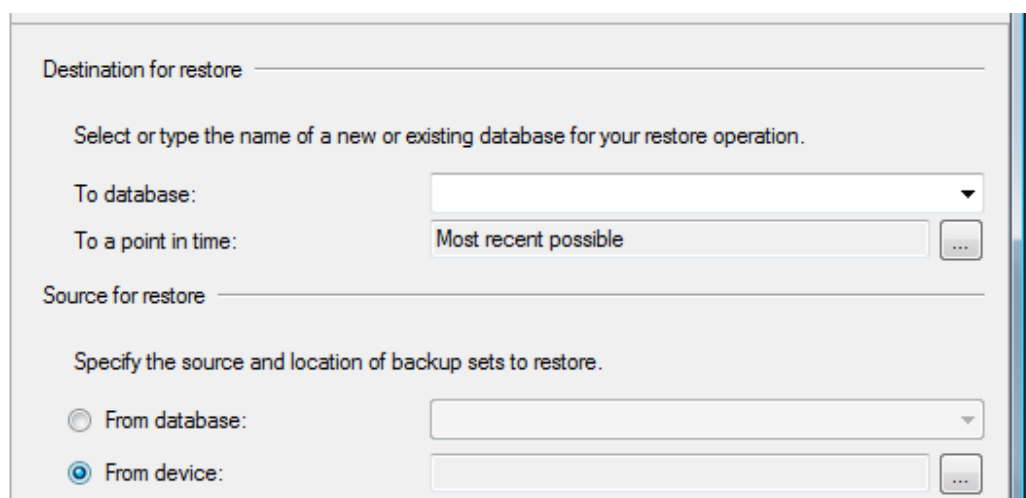 Destination for restore
Select or type the name of a new or existing database for your restore operation.
To database:
To a point in time: Most recent possible ...
Source for restore
Specify the source and location of backup sets to restore.
From database:
From device: ...